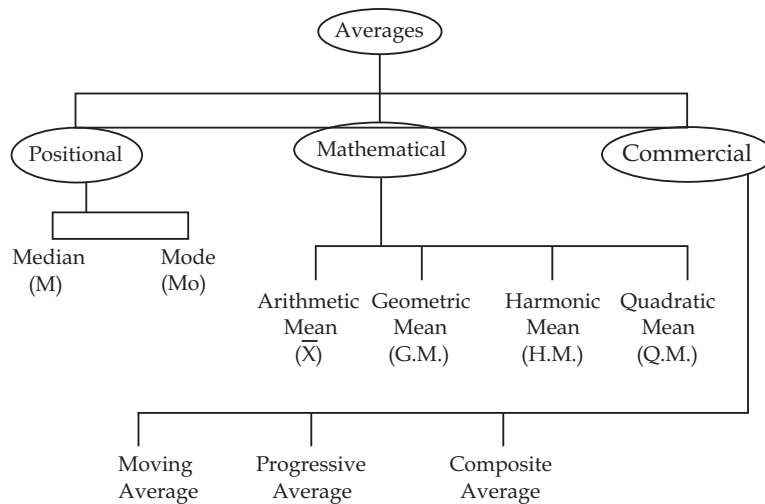 Averages
Positional
Mathematical
Commercial
Median
(M)
Mode
(Mo)
Arithmetic
Mean
(X̅)
Geometric
Mean
(G.M.)
Harmonic
Mean
(H.M.)
Quadratic
Mean
(Q.M.)
Moving
Average
Progressive
Average
Composite
Average